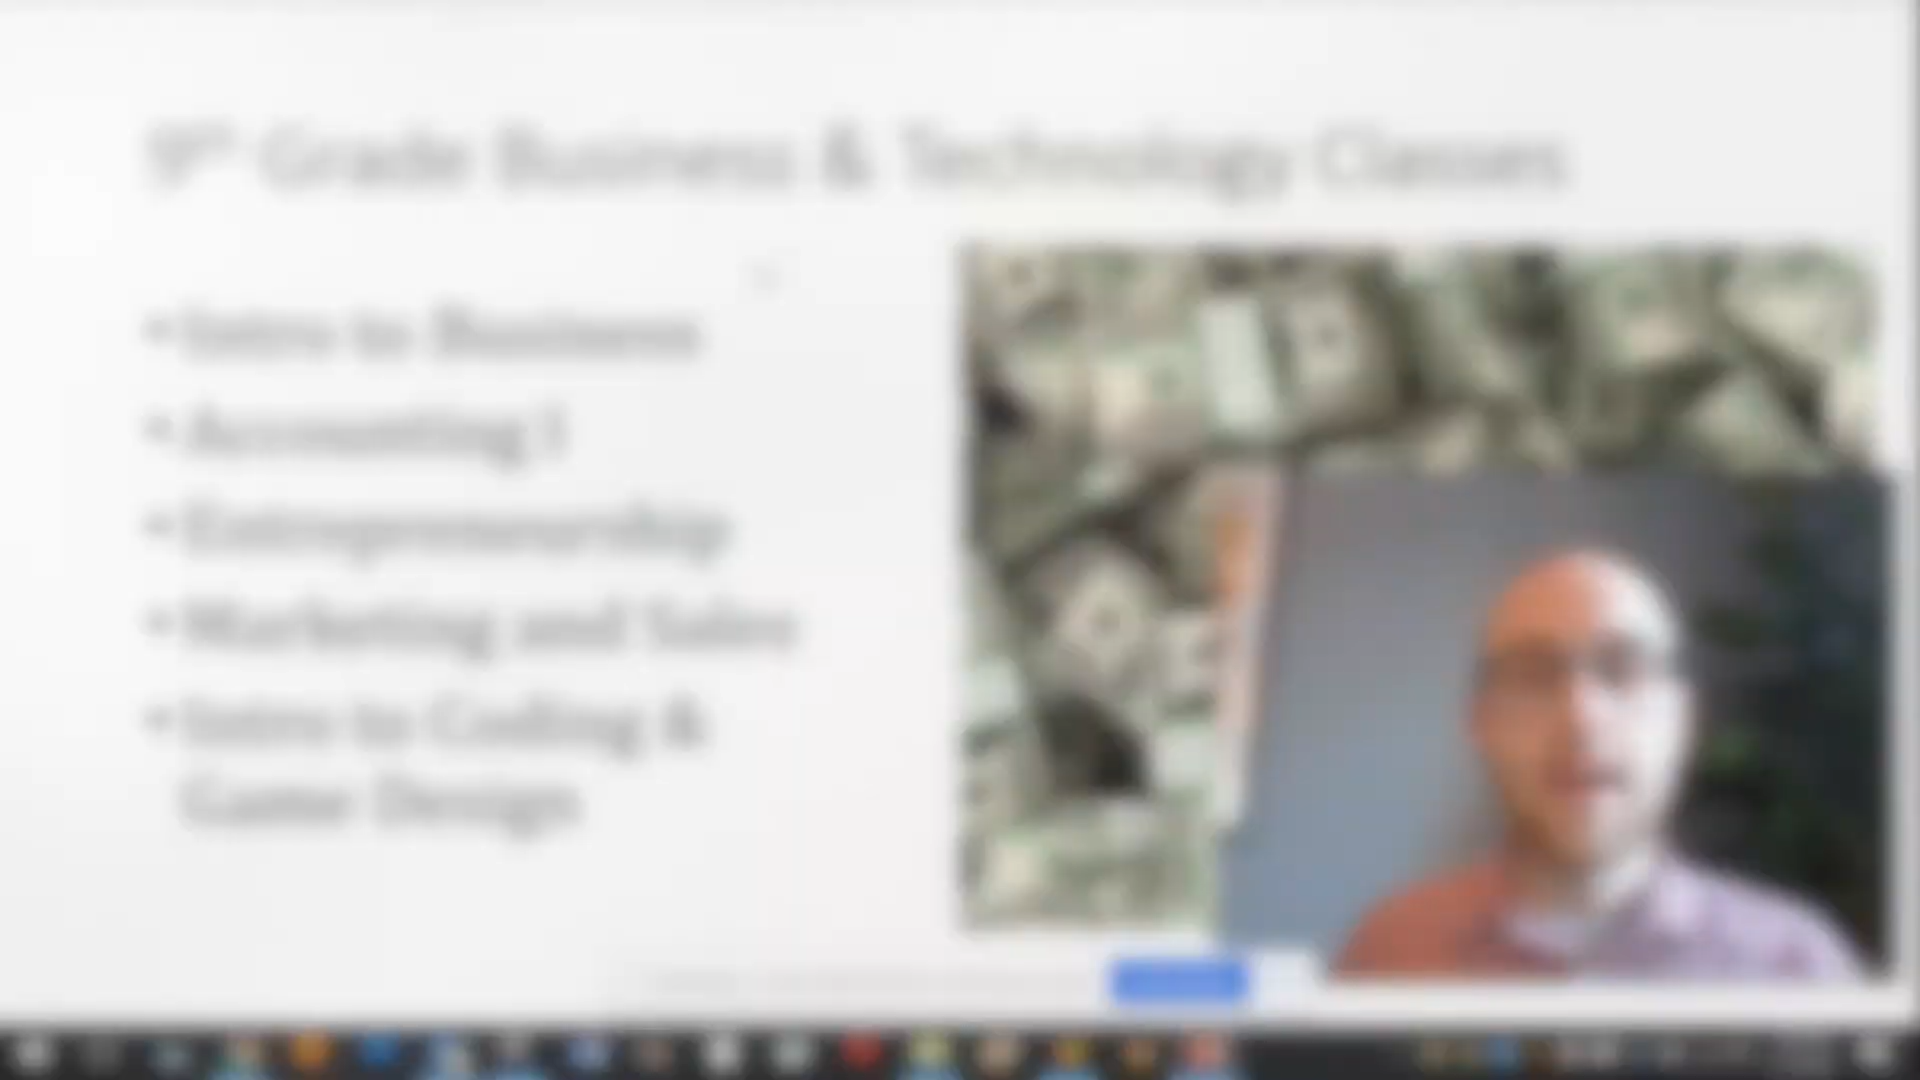 9th Grade Business & Technology Classes
• Intro to Business
• Accounting I
• Entrepreneurship
• Marketing and Sales
• Intro to Coding &
Game Design